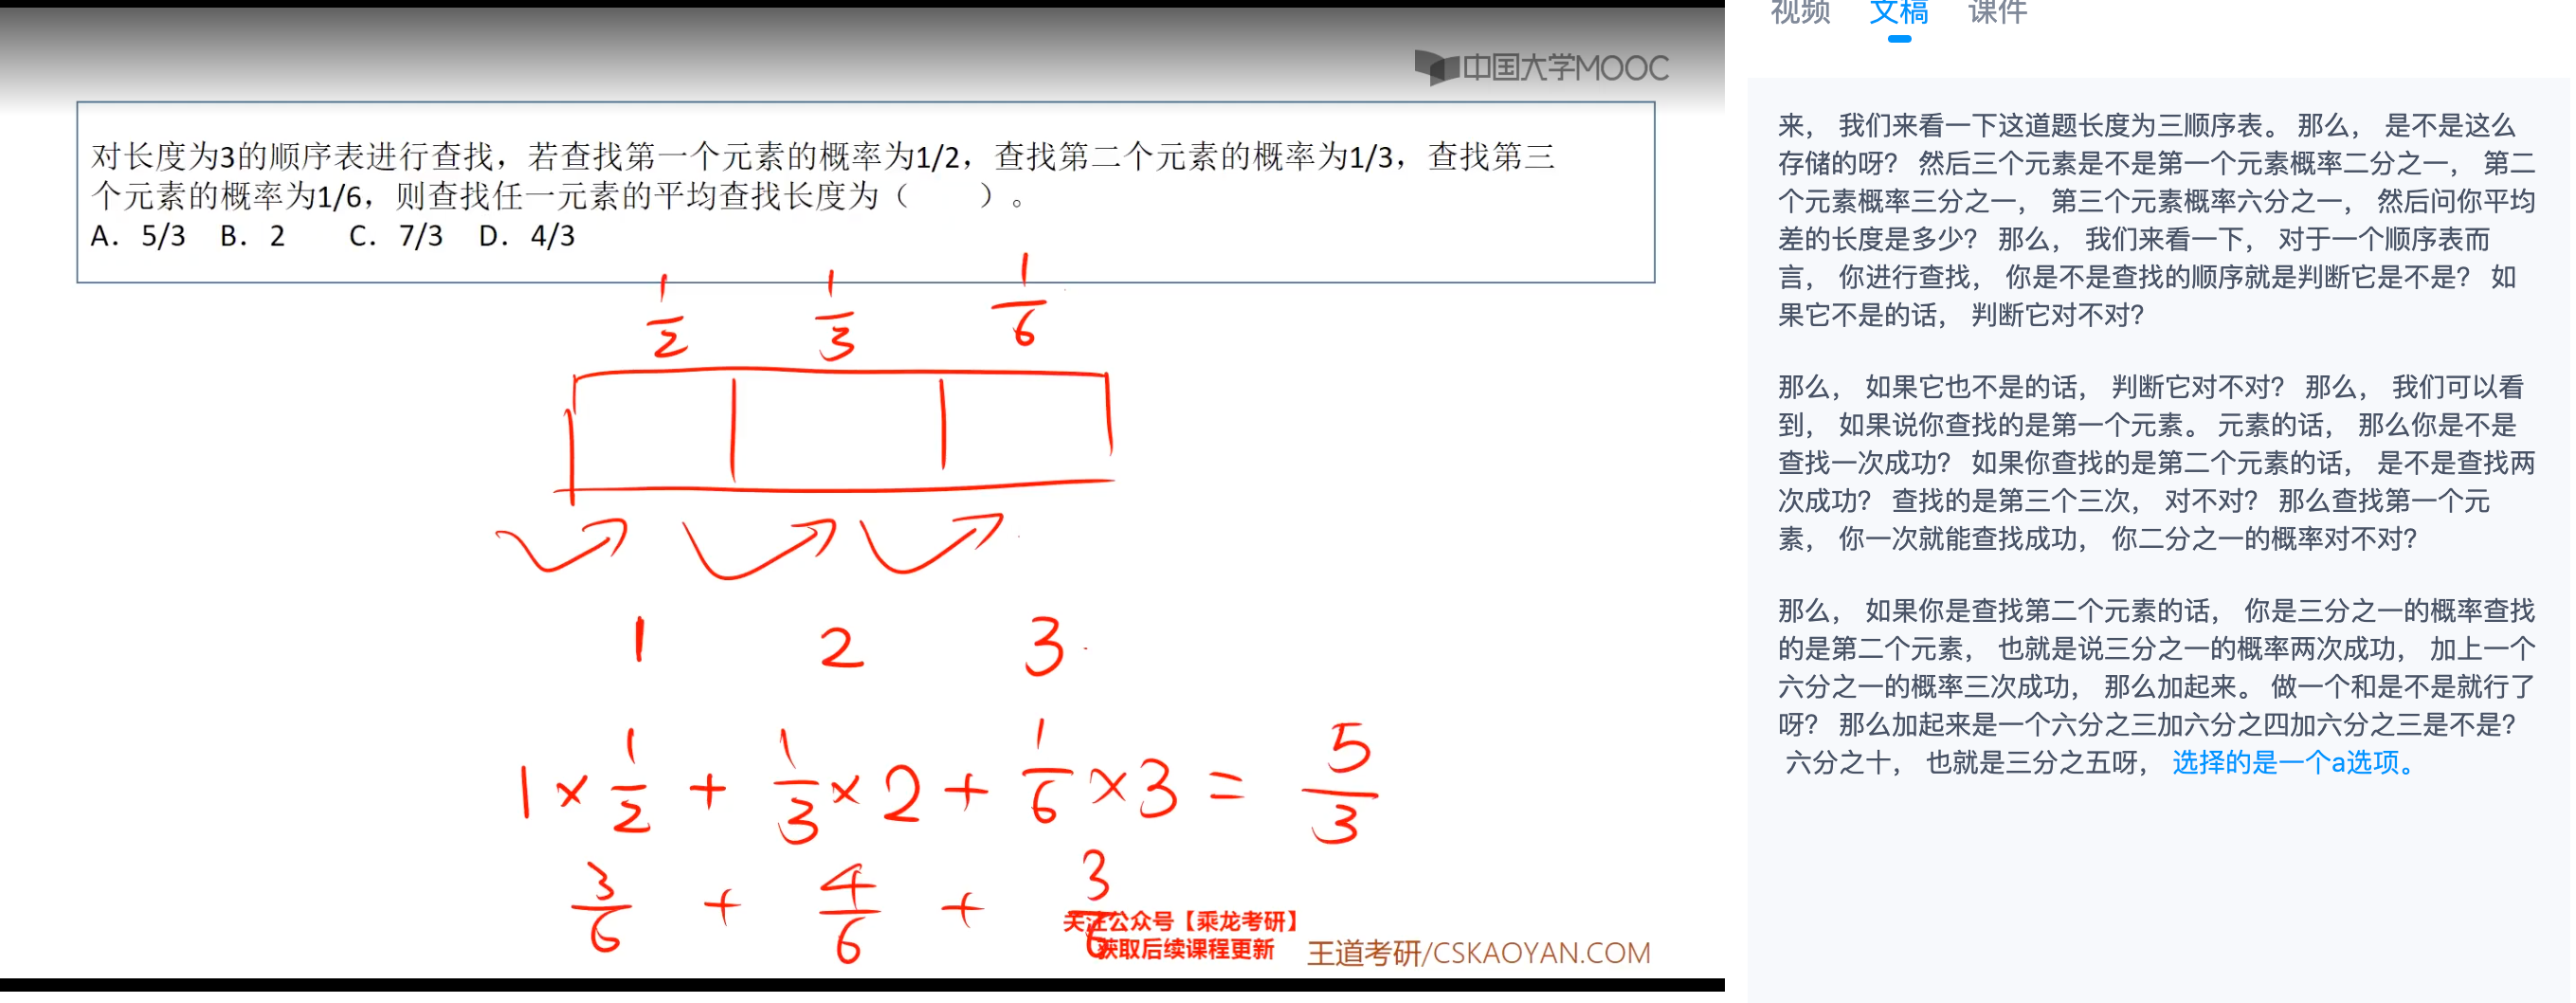 中国大学MOOC
对长度为3的顺序表进行查找，若查找第一个元素的概率为1/2，查找第二个元素的概率为1/3，查找第三
个元素的概率为1/6，则查找任一元素的平均查找长度为（　　）。
A. 5/3 B. 2 C. 7/3 D. 4/3
1/2 1/3 1/6
1 2 3
1 × 1/2 + 1/3 × 2 + 1/6 × 3 = 5/3
3/6 + 4/6 + 3/6
关注公众号【乘龙考研】
获取后续课程更新
王道考研/CSKAOYAN.COM
视频 文稿 课件
来， 我们来看一下这道题长度为三顺序表。 那么， 是不是这么
存储的呀？ 然后三个元素是不是第一个元素概率二分之一， 第二
个元素概率三分之一， 第三个元素概率六分之一， 然后问你平均
差的长度是多少？ 那么， 我们来看一下， 对于一个顺序表而
言， 你进行查找， 你是不是查找的顺序就是判断它是不是？ 如
果它不是的话， 判断它对不对？
那么， 如果它也不是的话， 判断它对不对？ 那么， 我们可以看
到， 如果说你查找的是第一个元素。 元素的话， 那么你是不是
查找一次成功？ 如果你查找的是第二个元素的话， 是不是查找两
次成功？ 查找的是第三个三次， 对不对？ 那么查找第一个元
素， 你一次就能查找成功， 你二分之一的概率对不对？
那么， 如果你是查找第二个元素的话， 你是三分之一的概率查找
的是第二个元素， 也就是说三分之一的概率两次成功， 加上一个
六分之一的概率三次成功， 那么加起来。 做一个和是不是就行了
呀？ 那么加起来是一个六分之三加六分之四加六分之三是不是？
六分之十， 也就是三分之五呀， 选择的是一个a选项。